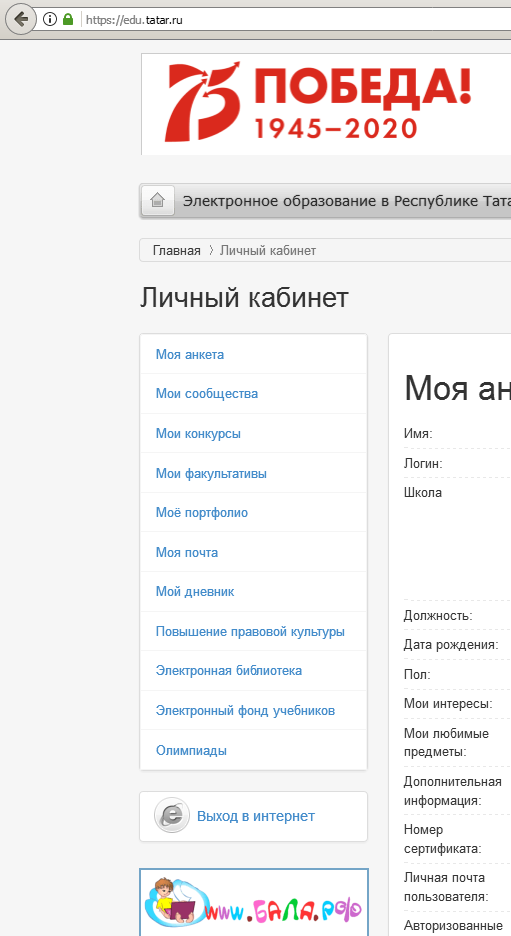 https://edu.tatar.ru
75 ПОБЕДА!
1945–2020
Электронное образование в Республике Тата
Главная 〉 Личный кабинет
Личный кабинет
Моя анкета
Мои сообщества
Мои конкурсы
Мои факультативы
Моё портфолио
Моя почта
Мой дневник
Повышение правовой культуры
Электронная библиотека
Электронный фонд учебников
Олимпиады
Выход в интернет
www.БАЛА.РФ
Моя ан
Имя:
Логин:
Школа
Должность:
Дата рождения:
Пол:
Мои интересы:
Мои любимые
предметы:
Дополнительная
информация:
Номер
сертификата:
Личная почта
пользователя:
Авторизованные